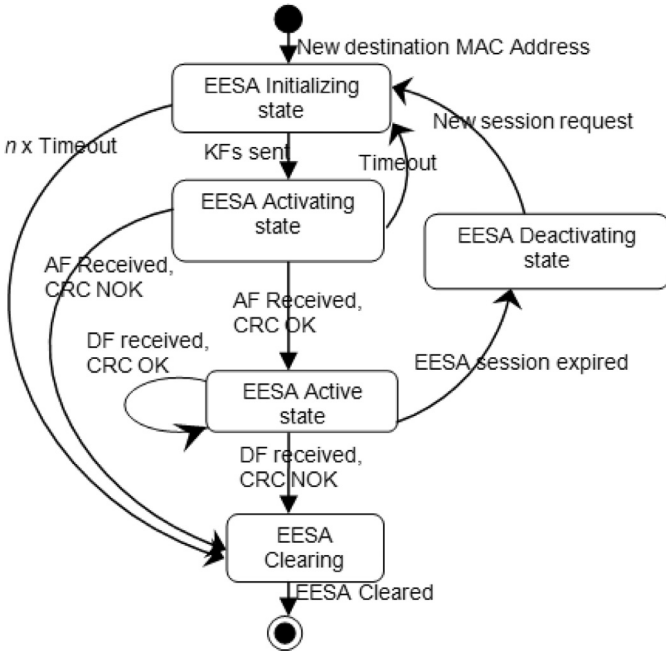 New destination MAC Address
EESA Initializing
state
n x Timeout
KFs sent
Timeout
New session request
EESA Activating
state
EESA Deactivating
state
AF Received,
CRC NOK
AF Received,
CRC OK
DF received,
CRC OK
EESA session expired
EESA Active
state
DF received,
CRC NOK
EESA
Clearing
EESA Cleared